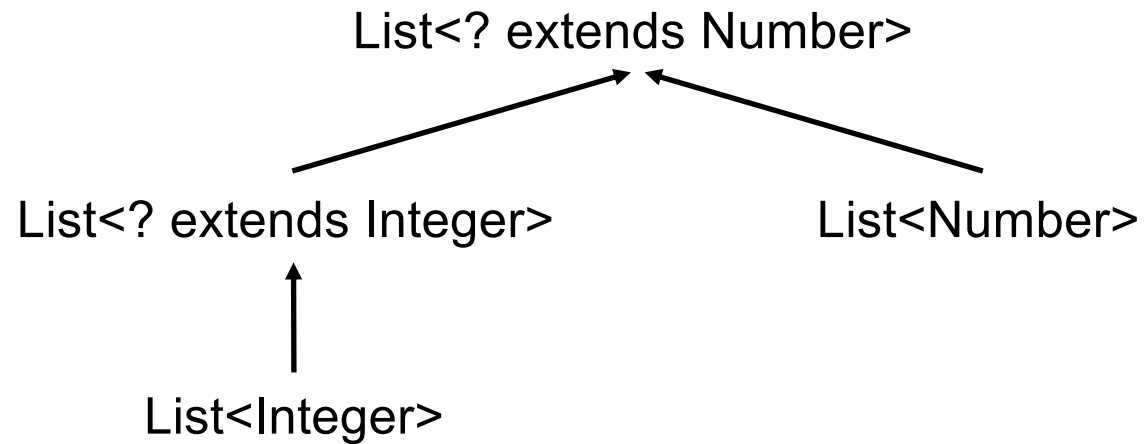 List<? extends Number>
List<? extends Integer>
List<Number>
List<Integer>